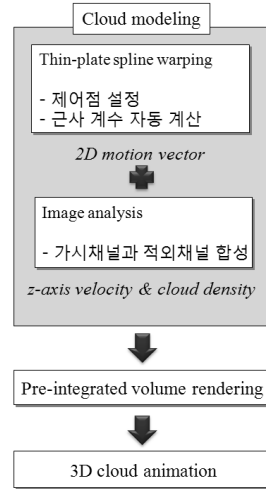 Cloud modeling
Thin-plate spline warping
- 제어점 설정
- 근사 계수 자동 계산
2D motion vector
Image analysis
- 가시채널과 적외채널 합성
z-axis velocity & cloud density
Pre-integrated volume rendering
3D cloud animation